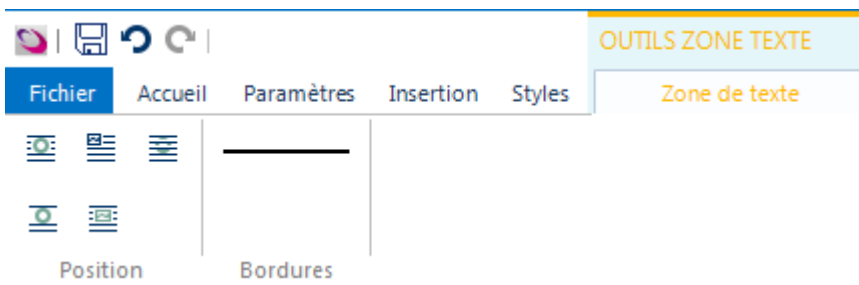 OUTILS ZONE TEXTE
Fichier Accueil Paramètres Insertion Styles Zone de texte
Position Bordures